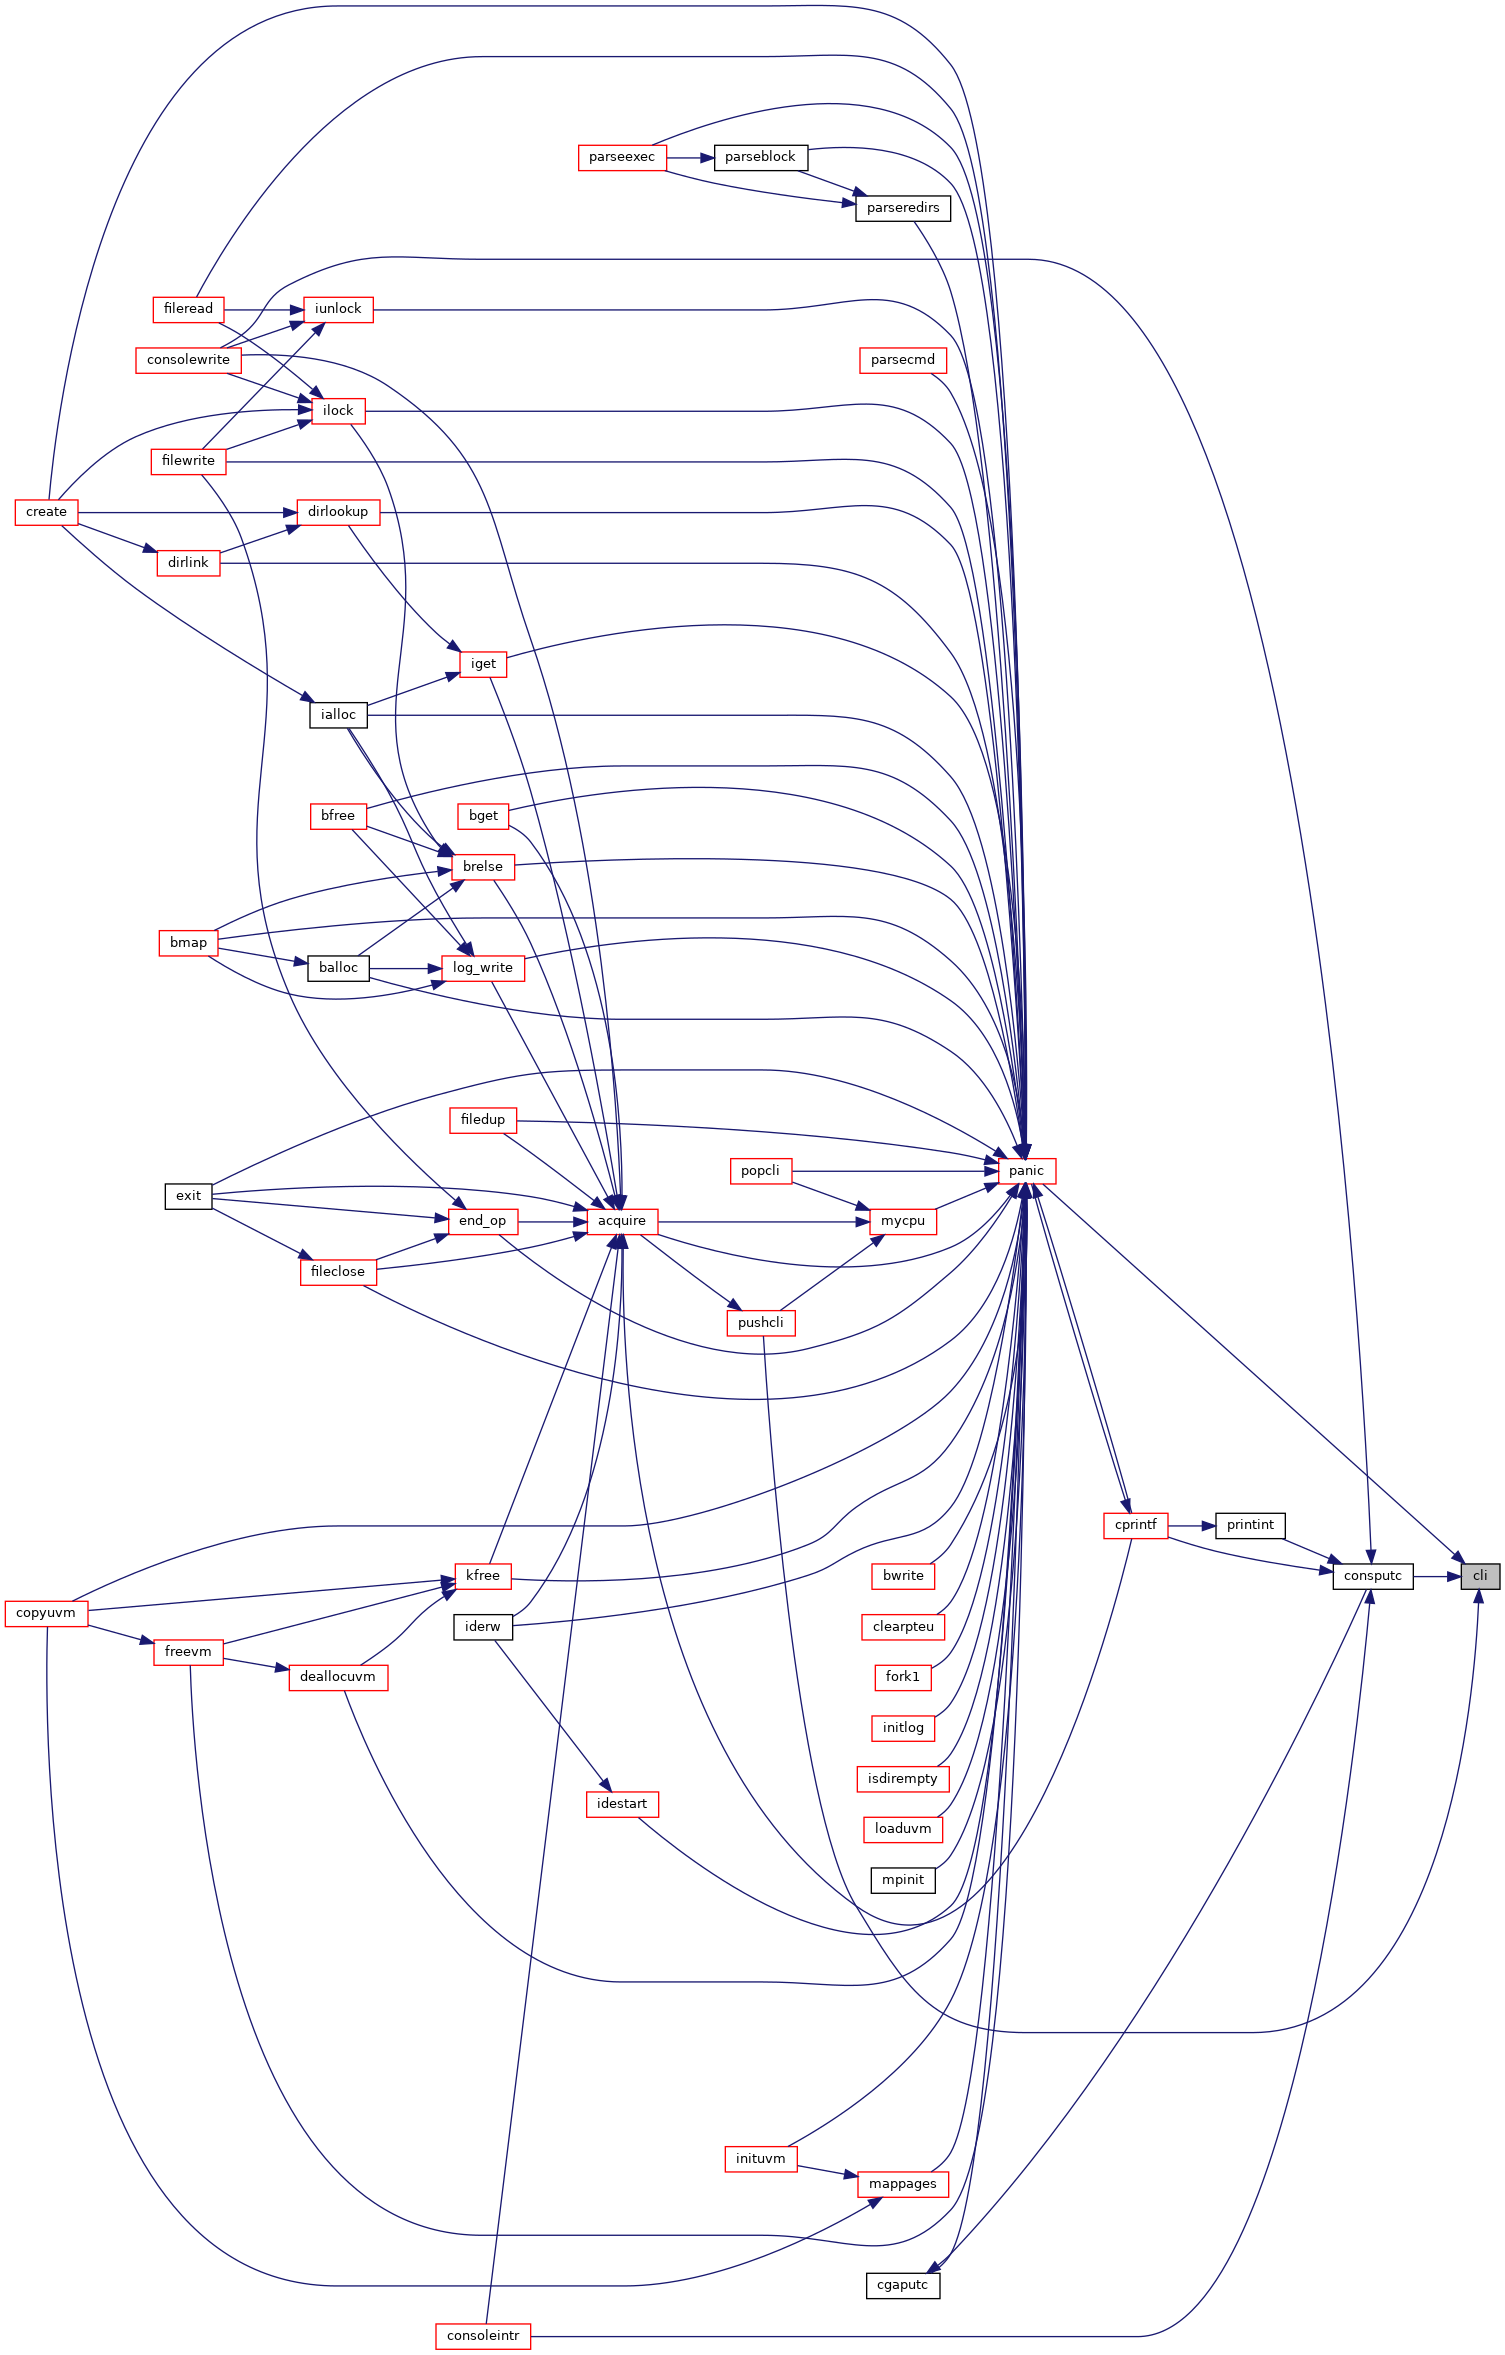 parseexec
parseblock
parseredirs
fileread
iunlock
consolewrite
parsecmd
ilock
filewrite
create
dirlookup
dirlink
iget
ialloc
bfree
bget
brelse
bmap
balloc
log_write
filedup
popcli
panic
exit
end_op
acquire
mycpu
fileclose
pushcli
cprintf
printint
kfree
bwrite
consputc
cli
copyuvm
iderw
clearpteu
freevm
deallocuvm
fork1
initlog
isdirempty
idestart
loaduvm
mpinit
inituvm
mappages
cgaputc
consoleintr